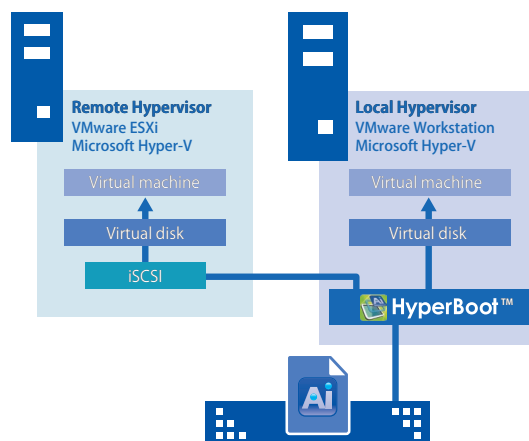 Remote Hypervisor
VMware ESXi
Microsoft Hyper-V
Virtual machine
Virtual disk
iSCSI
Local Hypervisor
VMware Workstation
Microsoft Hyper-V
Virtual machine
Virtual disk
Ai HyperBoot™
Ai